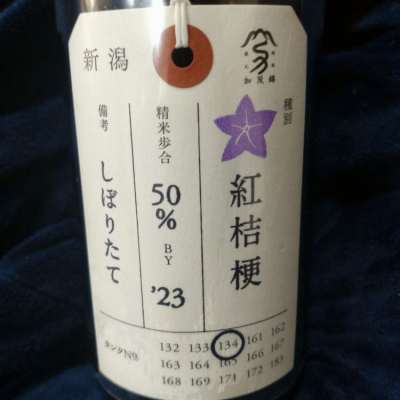 新潟
加茂錦
種別
紅桔梗
精米歩合
50%
BY
'23
備考
しぼりたて
タンクNo.
132 133 134 161 162
163 164 165 166 167
168 169 171 172 183